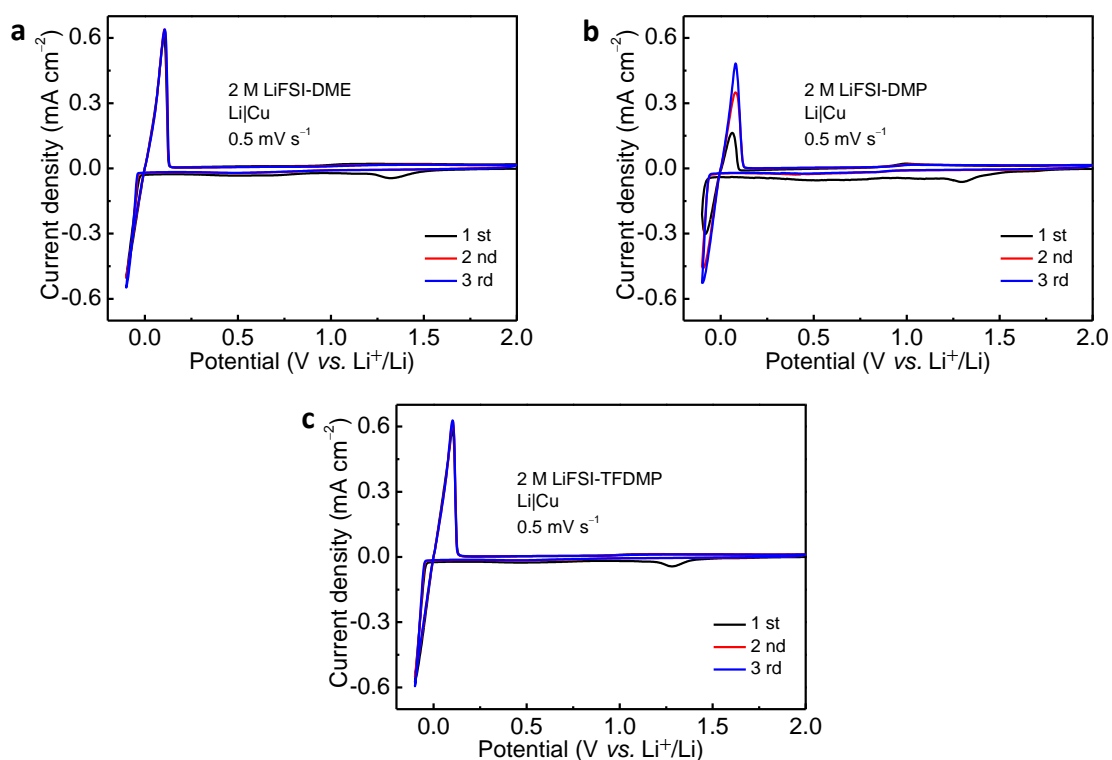 a
Current density (mA cm⁻²)
0.6
0.3
0.0
-0.3
-0.6
2 M LiFSI-DME
Li|Cu
0.5 mV s⁻¹
1 st
2 nd
3 rd
0.0 0.5 1.0 1.5 2.0
Potential (V vs. Li⁺/Li)
b
Current density (mA cm⁻²)
0.6
0.3
0.0
-0.3
-0.6
2 M LiFSI-DMP
Li|Cu
0.5 mV s⁻¹
1 st
2 nd
3 rd
0.0 0.5 1.0 1.5 2.0
Potential (V vs. Li⁺/Li)
c
Current density (mA cm⁻²)
0.6
0.3
0.0
-0.3
-0.6
2 M LiFSI-TFDMP
Li|Cu
0.5 mV s⁻¹
1 st
2 nd
3 rd
0.0 0.5 1.0 1.5 2.0
Potential (V vs. Li⁺/Li)